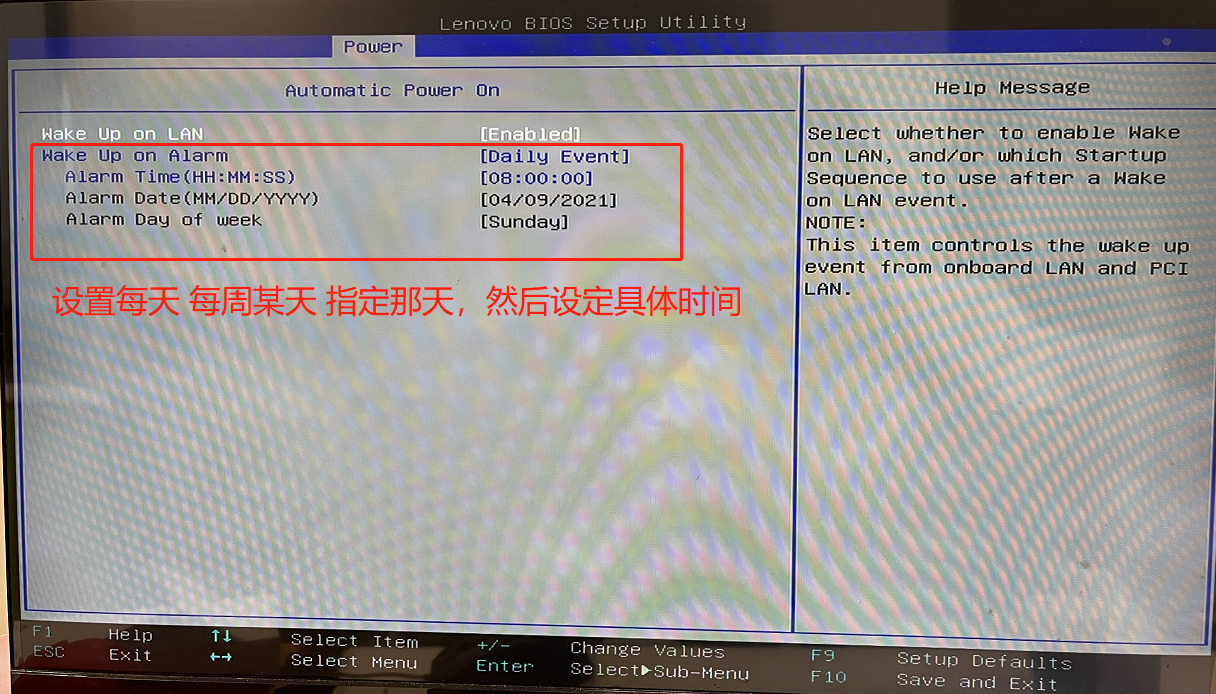 Lenovo BIOS Setup Utility
Power
Automatic Power On
Wake Up on LAN [Enabled]
Wake Up on Alarm [Daily Event]
Alarm Time(HH:MM:SS) [08:00:00]
Alarm Date(MM/DD/YYYY) [04/09/2021]
Alarm Day of week [Sunday]
设置每天 每周某天 指定那天，然后设定具体时间
Help Message
Select whether to enable Wake
on LAN, and/or which Startup
Sequence to use after a Wake
on LAN event.
NOTE:
This item controls the wake up
event from onboard LAN and PCI
LAN.
F1 Help ↑↓ Select Item +/- Change Values F9 Setup Defaults
ESC Exit ←→ Select Menu Enter Select▶Sub-Menu F10 Save and Exit